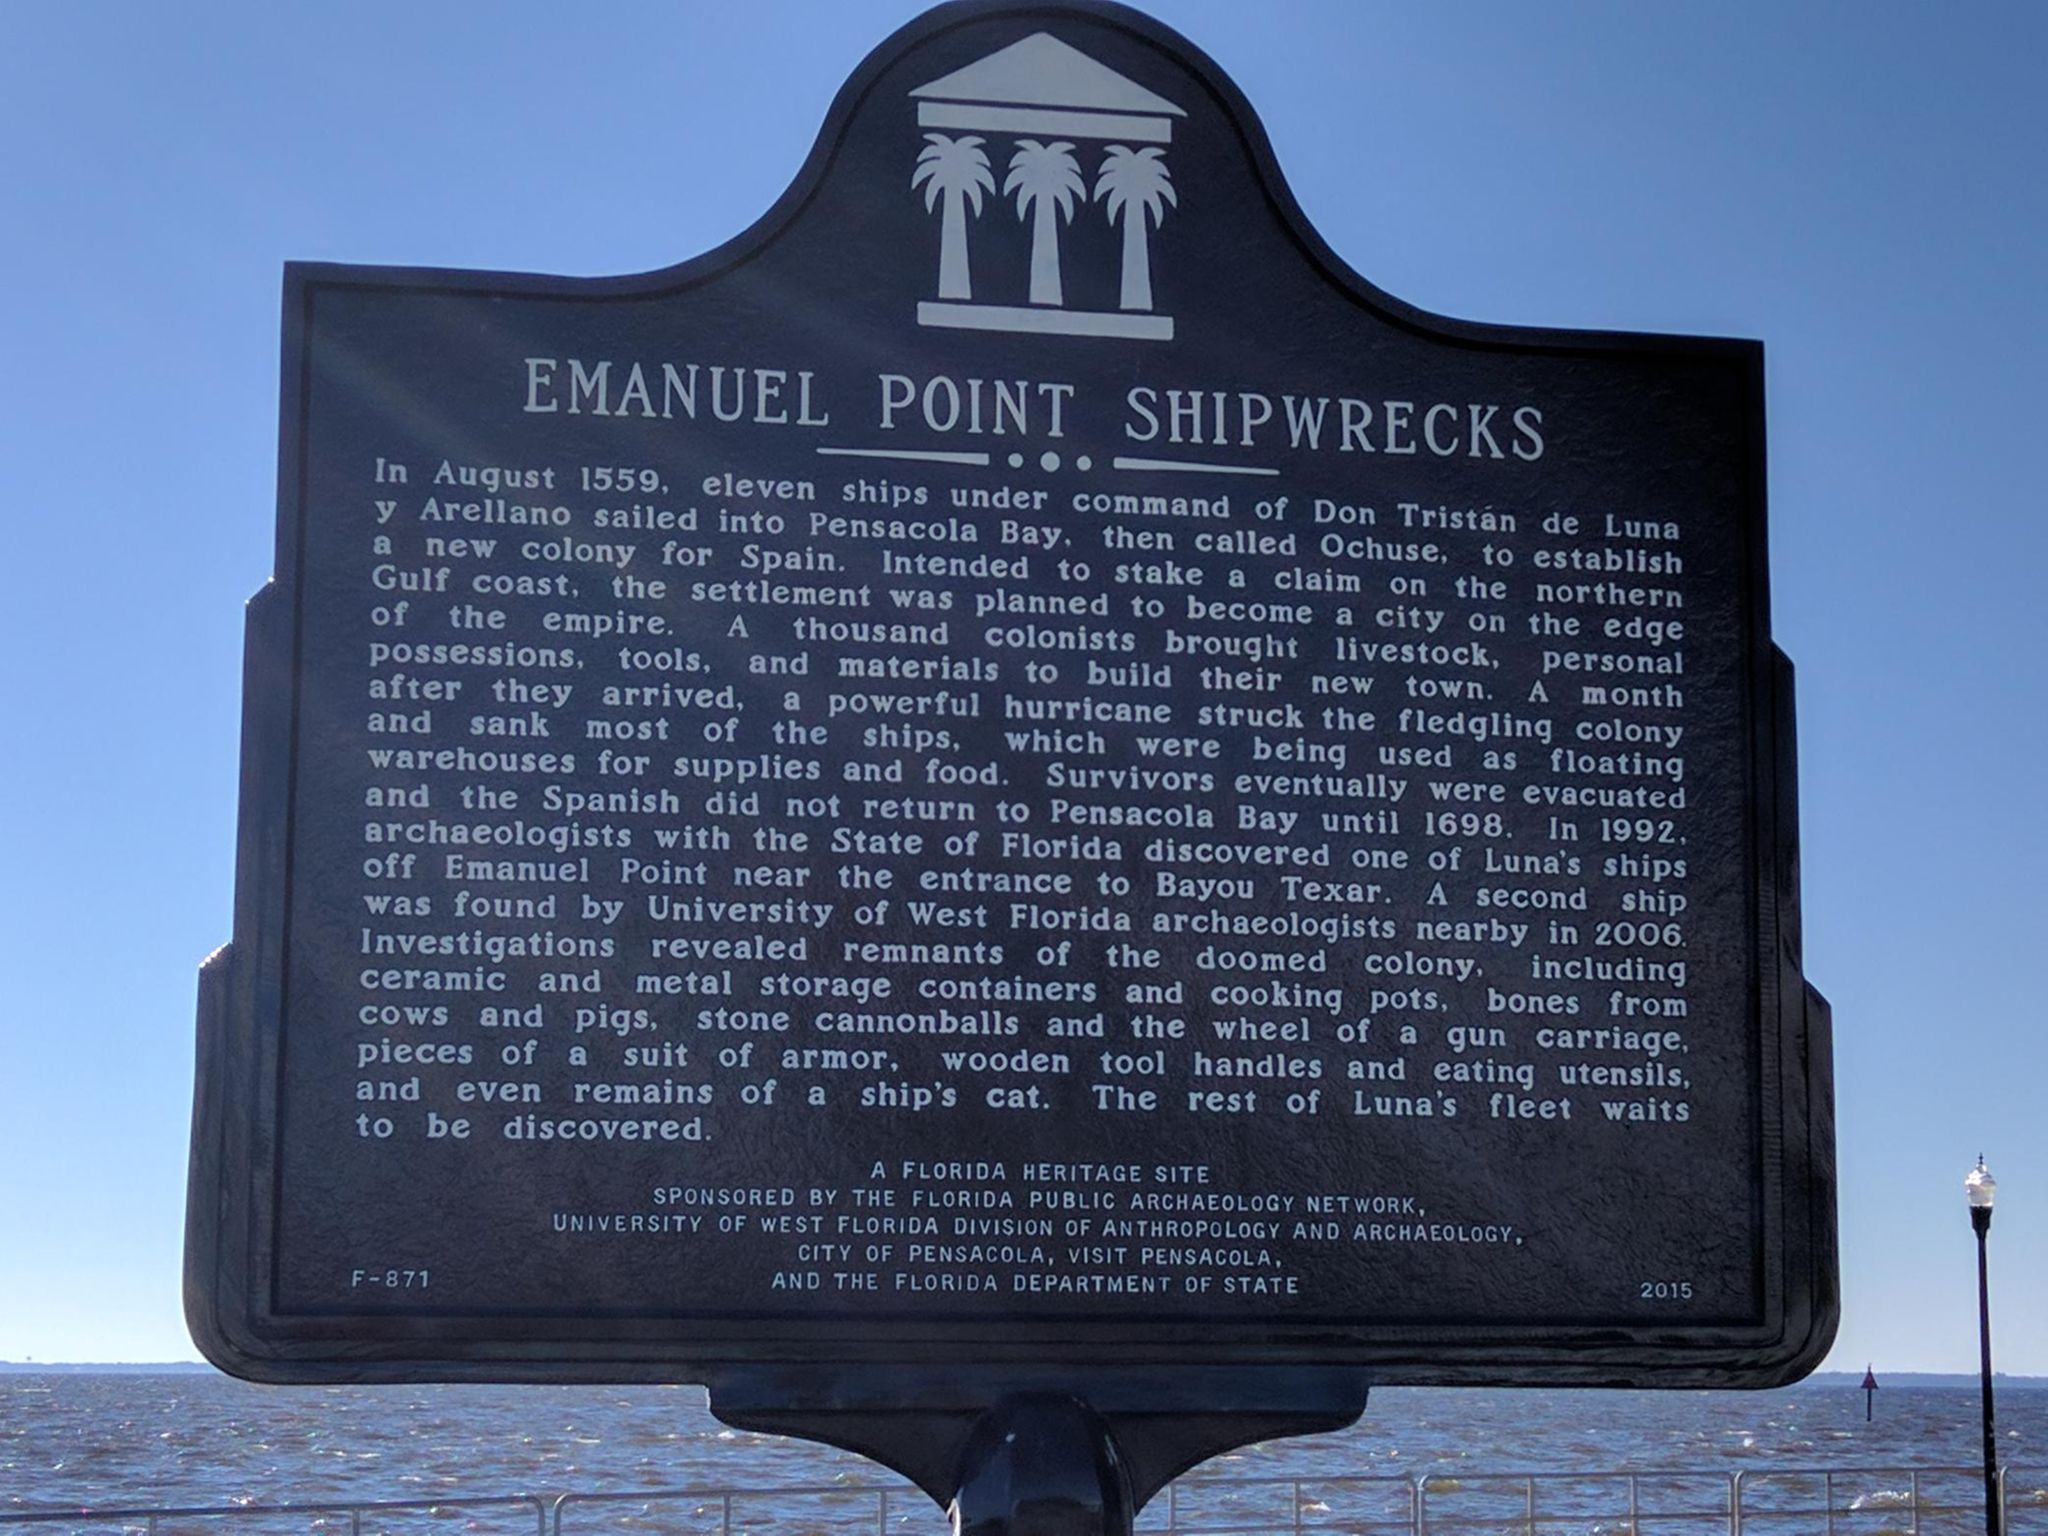 EMANUEL POINT SHIPWRECKS
In August 1559, eleven ships under command of Don Tristán de Luna
y Arellano sailed into Pensacola Bay, then called Ochuse, to establish
a new colony for Spain. Intended to stake a claim on the northern
Gulf coast, the settlement was planned to become a city on the edge
of the empire. A thousand colonists brought livestock, personal
possessions, tools, and materials to build their new town. A month
after they arrived, a powerful hurricane struck the fledgling colony
and sank most of the ships, which were being used as floating
warehouses for supplies and food. Survivors eventually were evacuated
and the Spanish did not return to Pensacola Bay until 1698. In 1992,
archaeologists with the State of Florida discovered one of Luna's ships
off Emanuel Point near the entrance to Bayou Texar. A second ship
was found by University of West Florida archaeologists nearby in 2006.
Investigations revealed remnants of the doomed colony, including
ceramic and metal storage containers and cooking pots, bones from
cows and pigs, stone cannonballs and the wheel of a gun carriage,
pieces of a suit of armor, wooden tool handles and eating utensils,
and even remains of a ship's cat. The rest of Luna's fleet waits
to be discovered.
A FLORIDA HERITAGE SITE
SPONSORED BY THE FLORIDA PUBLIC ARCHAEOLOGY NETWORK,
UNIVERSITY OF WEST FLORIDA DIVISION OF ANTHROPOLOGY AND ARCHAEOLOGY,
CITY OF PENSACOLA, VISIT PENSACOLA,
AND THE FLORIDA DEPARTMENT OF STATE
F-871
2015